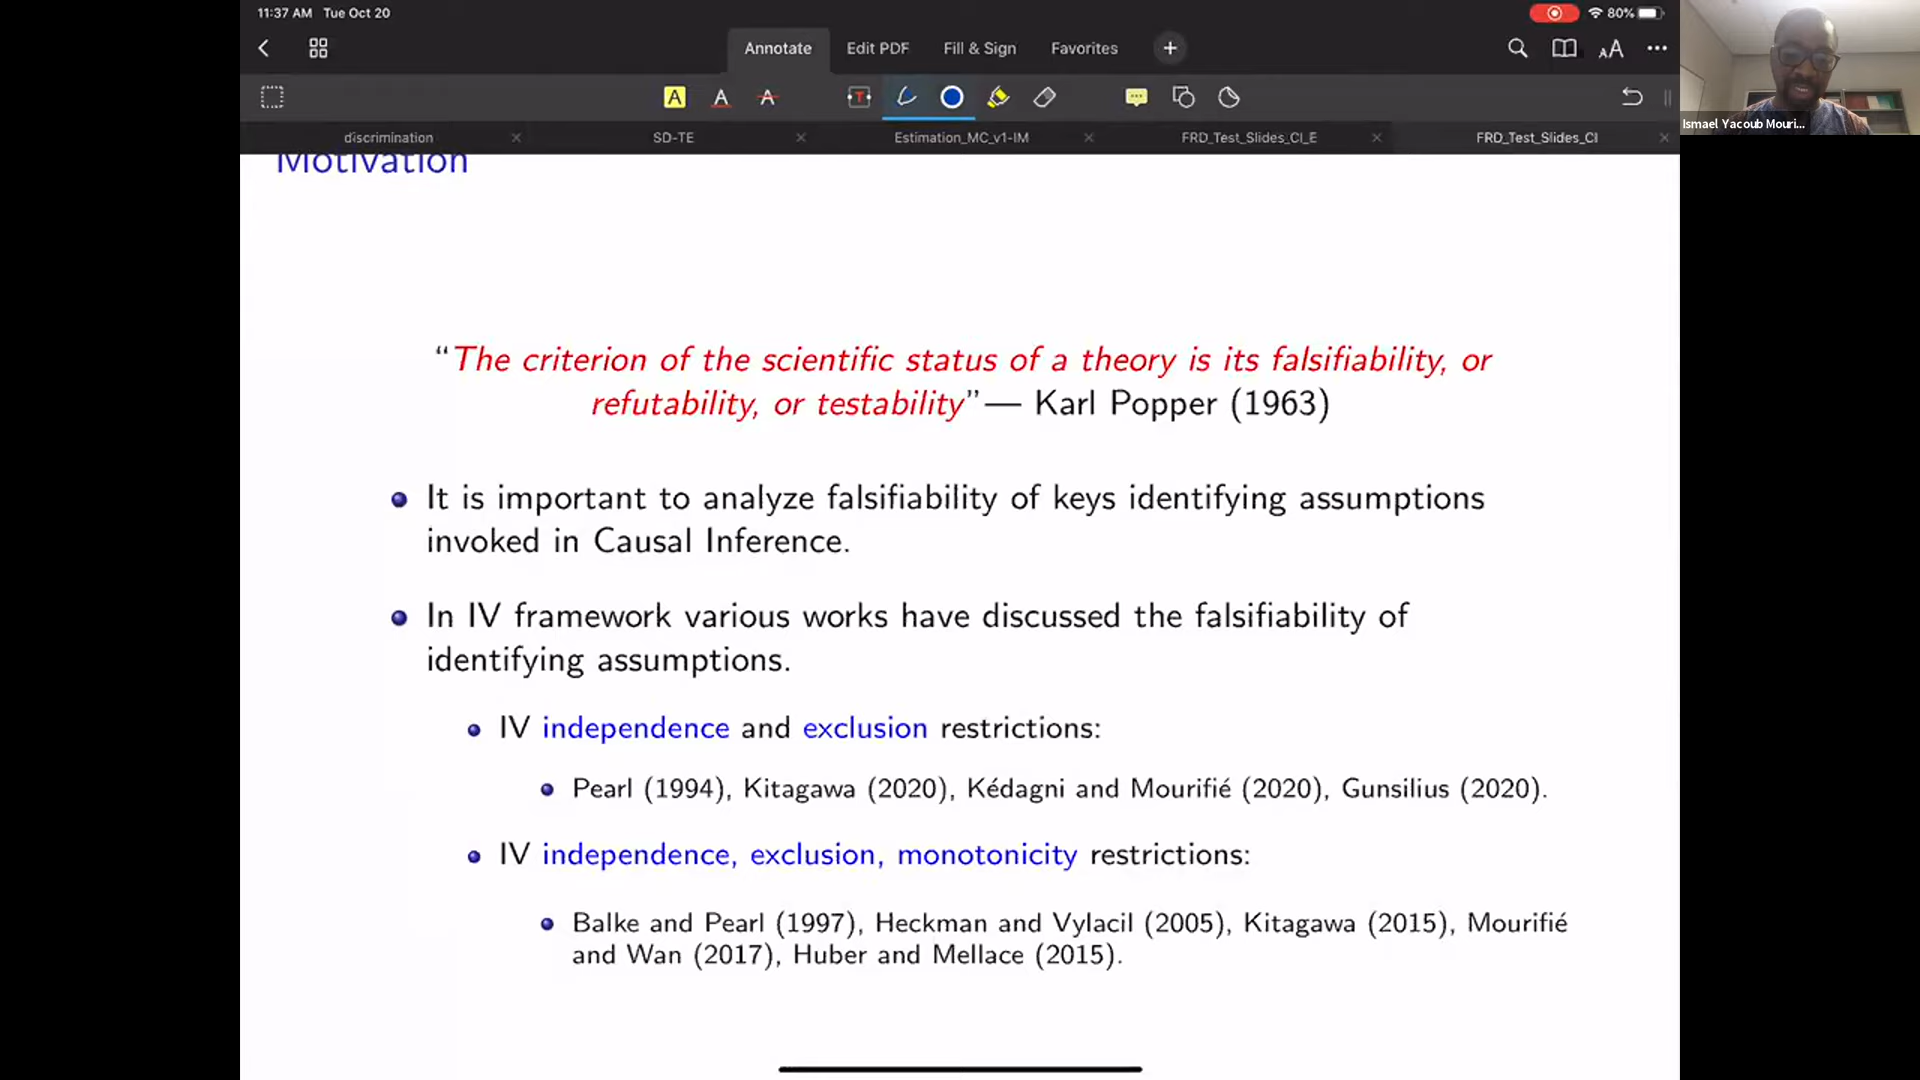 11:37 AM Tue Oct 20
80%
Annotate Edit PDF Fill & Sign Favorites
discrimination SD-TE Estimation_MC_v1-IM FRD_Test_Slides_CI_E FRD_Test_Slides_CI
Ismael Yacoub Mouri...
Motivation
“The criterion of the scientific status of a theory is its falsifiability, or
refutability, or testability”— Karl Popper (1963)
It is important to analyze falsifiability of keys identifying assumptions
invoked in Causal Inference.
In IV framework various works have discussed the falsifiability of
identifying assumptions.
IV independence and exclusion restrictions:
Pearl (1994), Kitagawa (2020), Kédagni and Mourifié (2020), Gunsilius (2020).
IV independence, exclusion, monotonicity restrictions:
Balke and Pearl (1997), Heckman and Vylacil (2005), Kitagawa (2015), Mourifié
and Wan (2017), Huber and Mellace (2015).